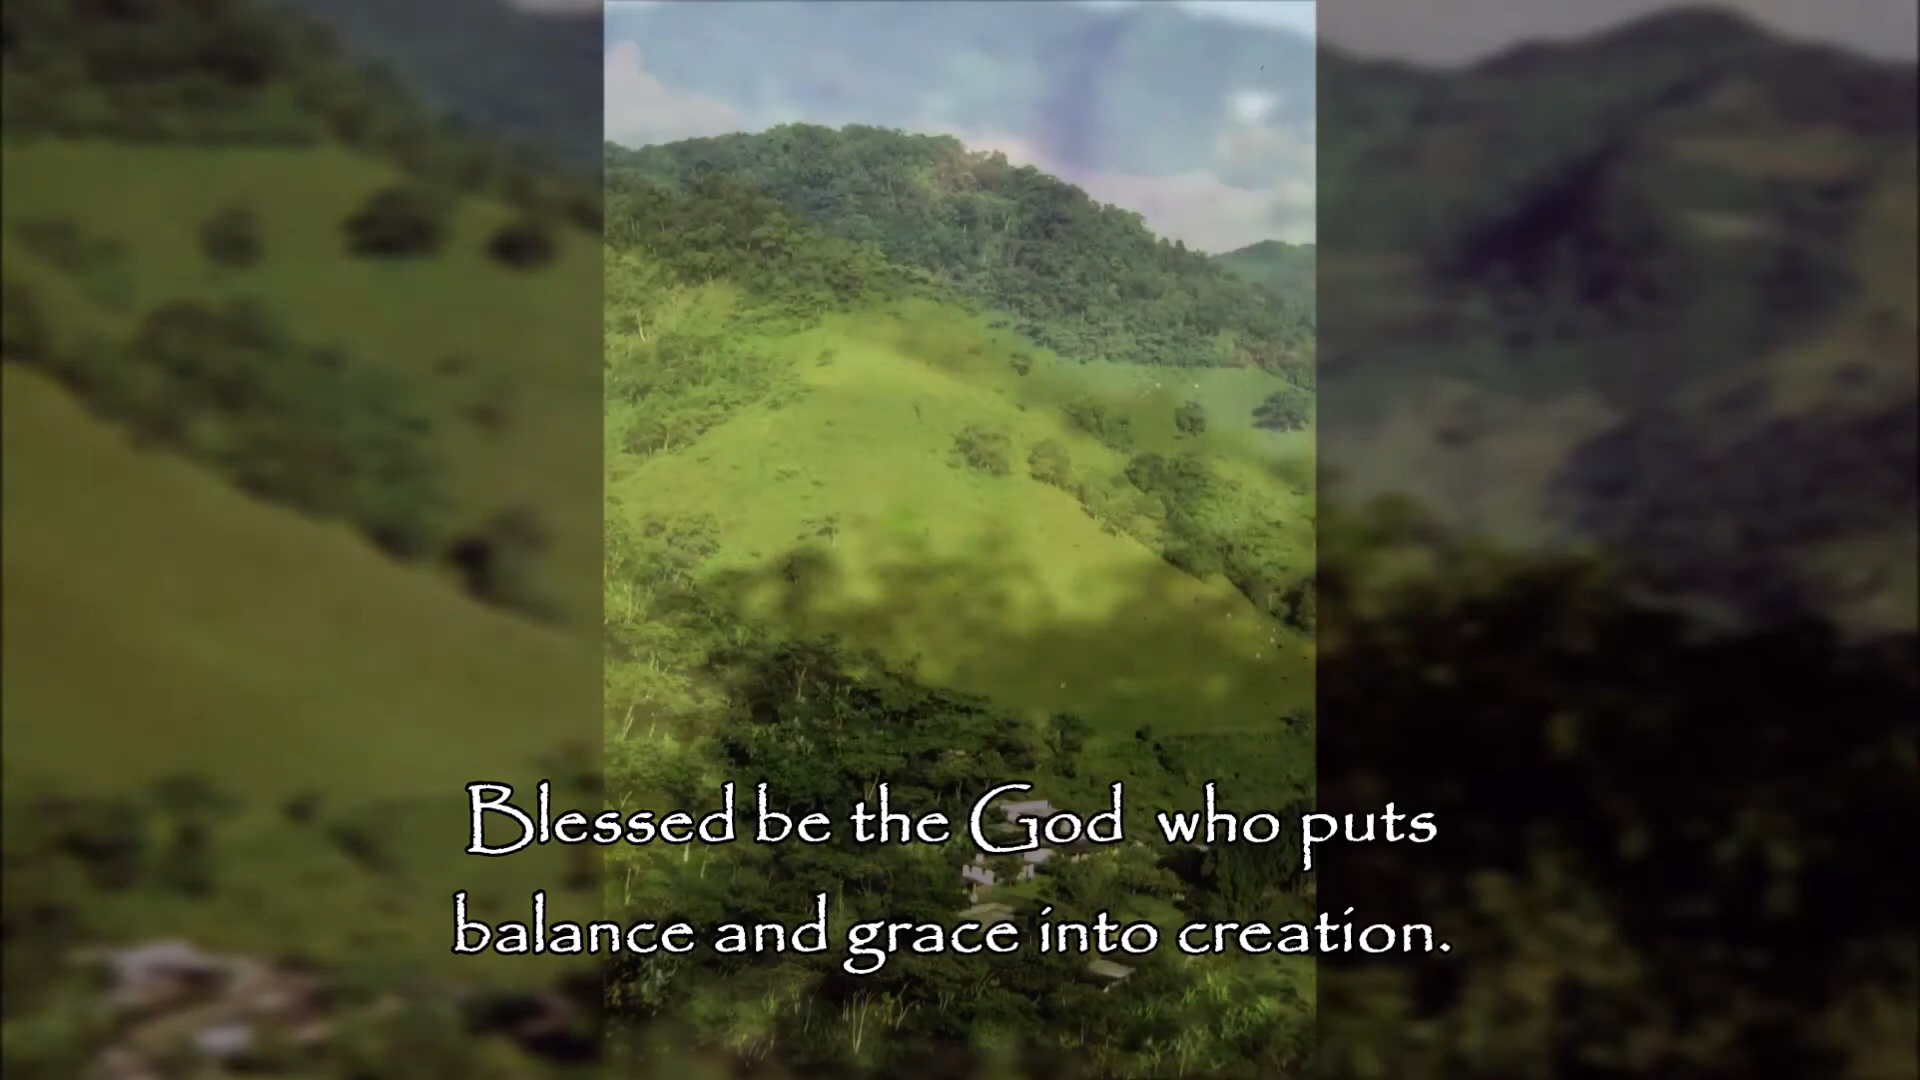 Blessed be the God who puts
balance and grace into creation.